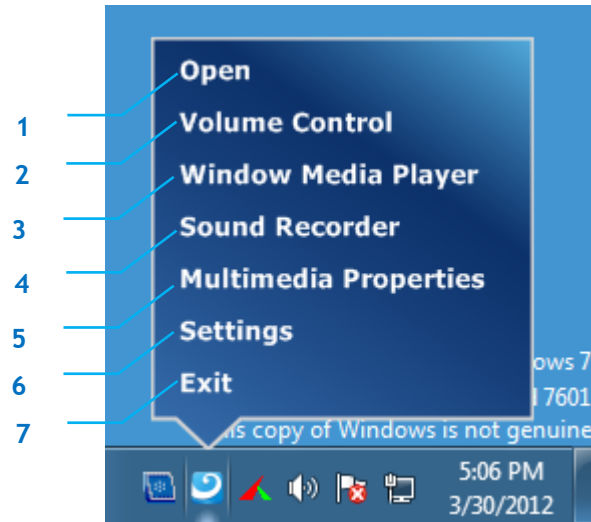 Open
1
Volume Control
2
Window Media Player
3
Sound Recorder
4
Multimedia Properties
5
Settings
ows 7
6
Exit
7601
7
his copy of Windows is not genuine
5:06 PM
3/30/2012